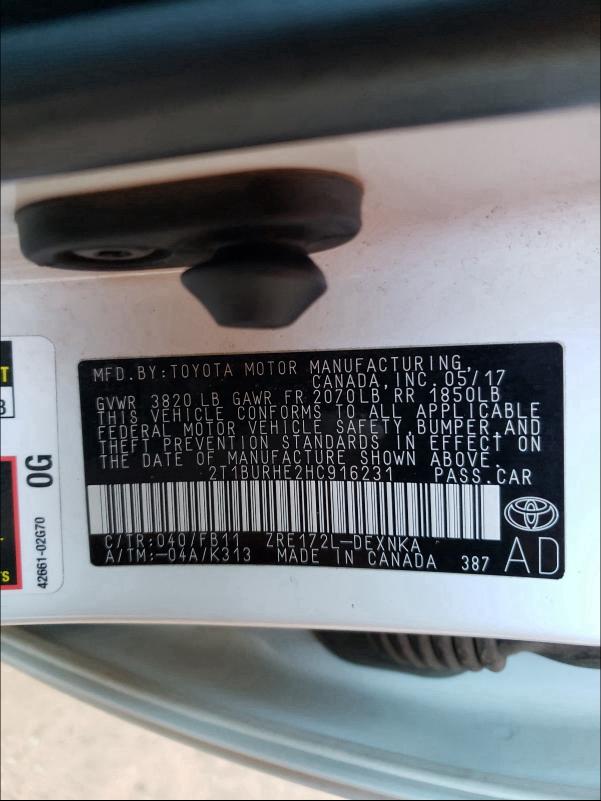 MFD.BY:TOYOTA MOTOR MANUFACTURING,
CANADA, INC. 05/17
GVWR 3820 LB GAWR FR 2070LB, RR 1850LB
THIS VEHICLE CONFORMS TO ALL APPLICABLE
FEDERAL MOTOR VEHICLE SAFETY, BUMPER, AND
THEFT PREVENTION STANDARDS IN EFFECT ON
THE DATE OF MANUFACTURE SHOWN ABOVE.
2T1BURHE2HC916231 PASS.CAR
C/TR:040/FB11 ZRE172L-DEXNKA
A/TM:-04A/K313 MADE IN CANADA 387
AD
0G
42661-02G70